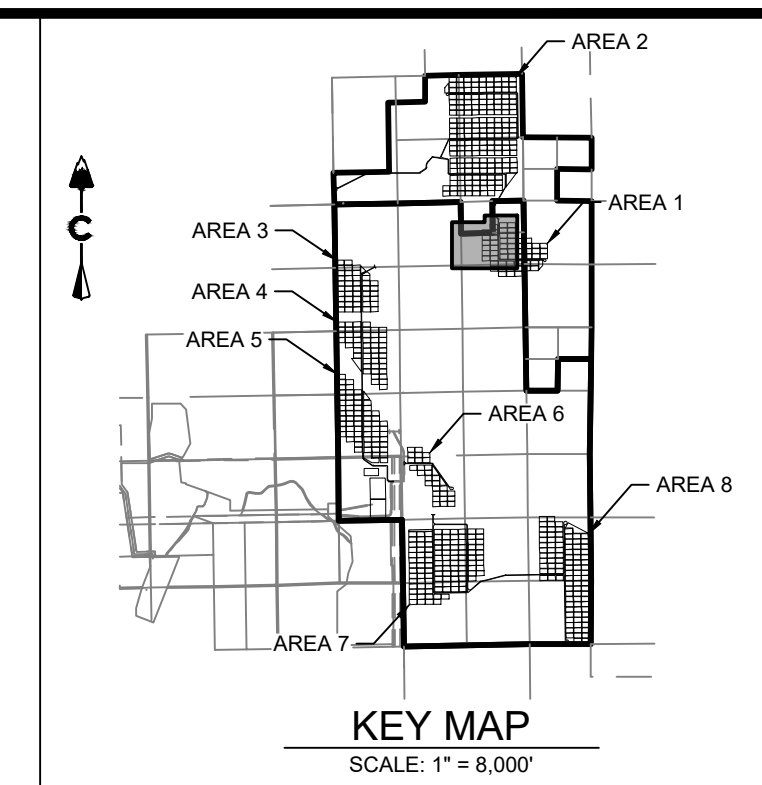 AREA 2
AREA 1
AREA 3
AREA 4
AREA 5
AREA 6
AREA 8
AREA 7
C
KEY MAP
SCALE: 1" = 8,000'